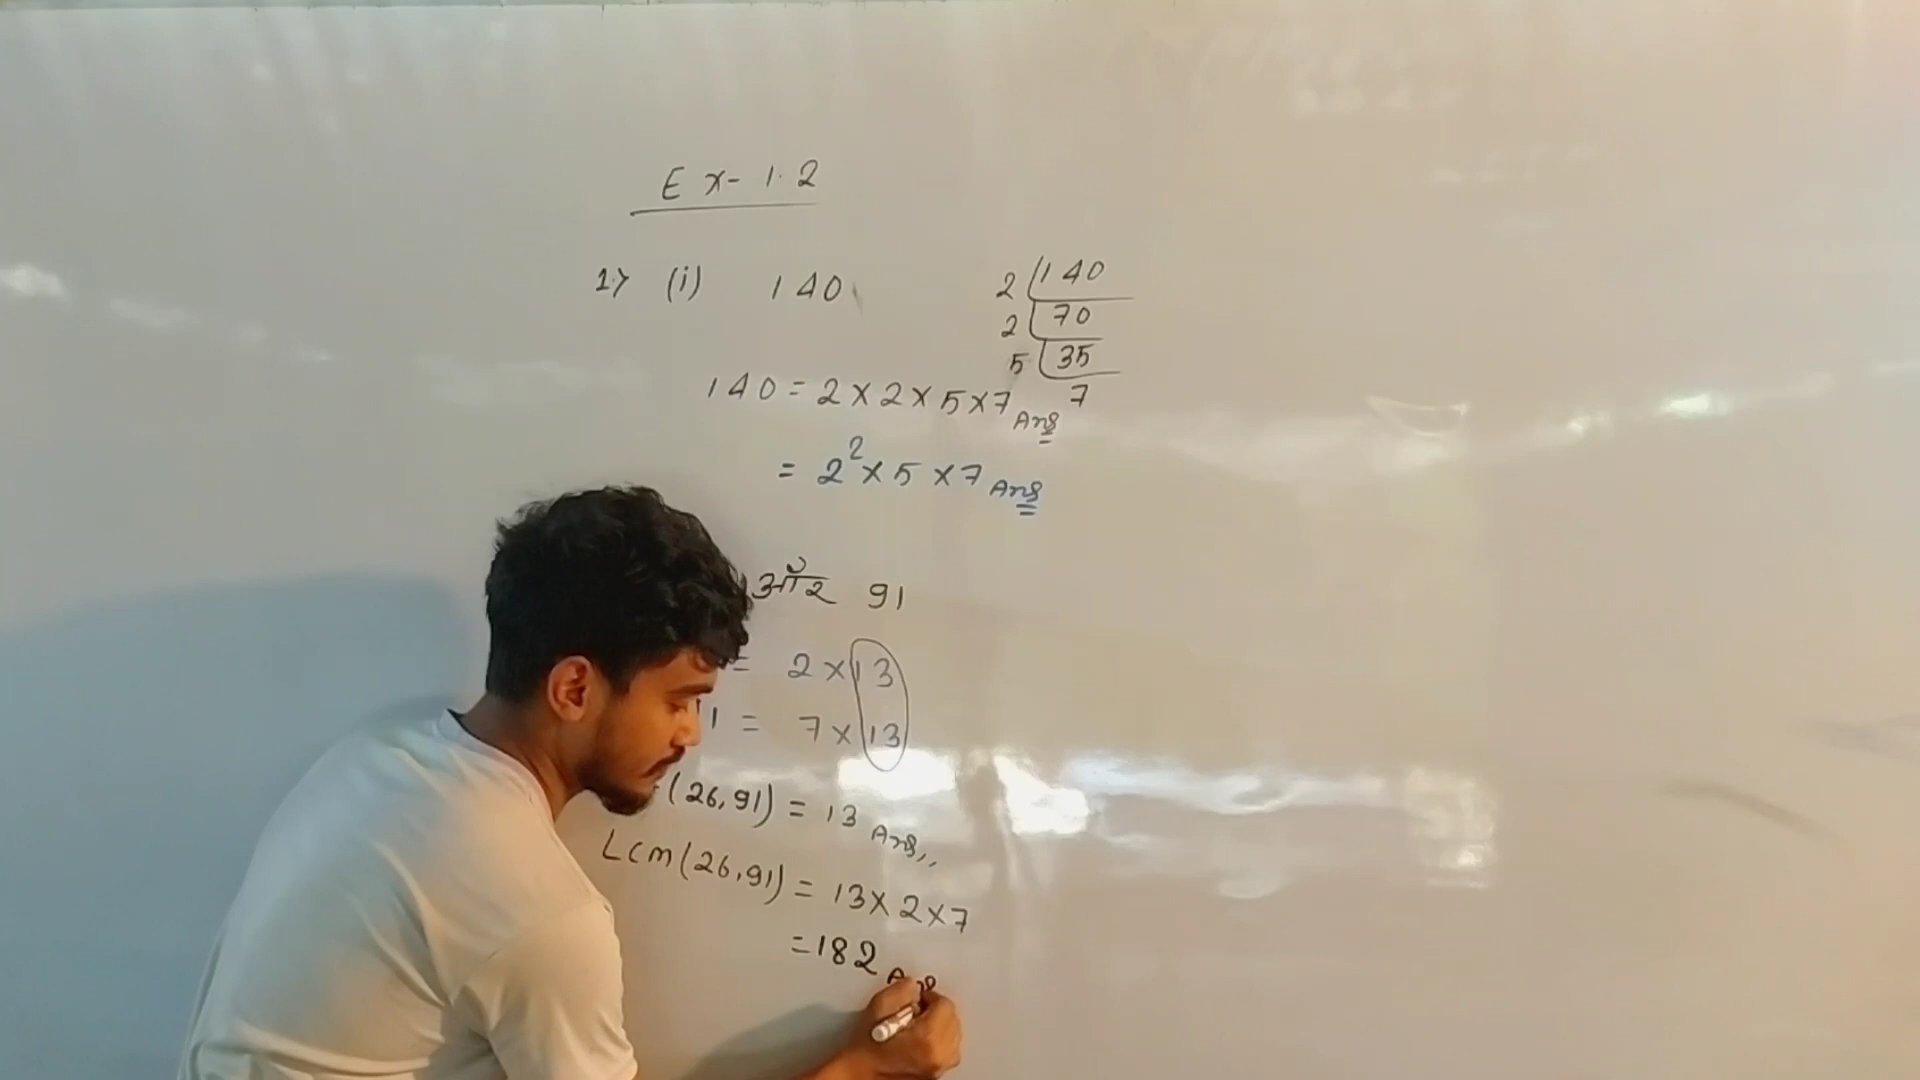 Ex-1.2
1.> (i) 140
2 140
2 70
5 35
7
140 = 2 × 2 × 5 × 7 Ans
= 2² × 5 × 7 Ans
और 91
= 2 × 13
1 = 7 × 13
(26,91) = 13 Ans,,
LCM(26,91) = 13 × 2 × 7
= 182 Ans